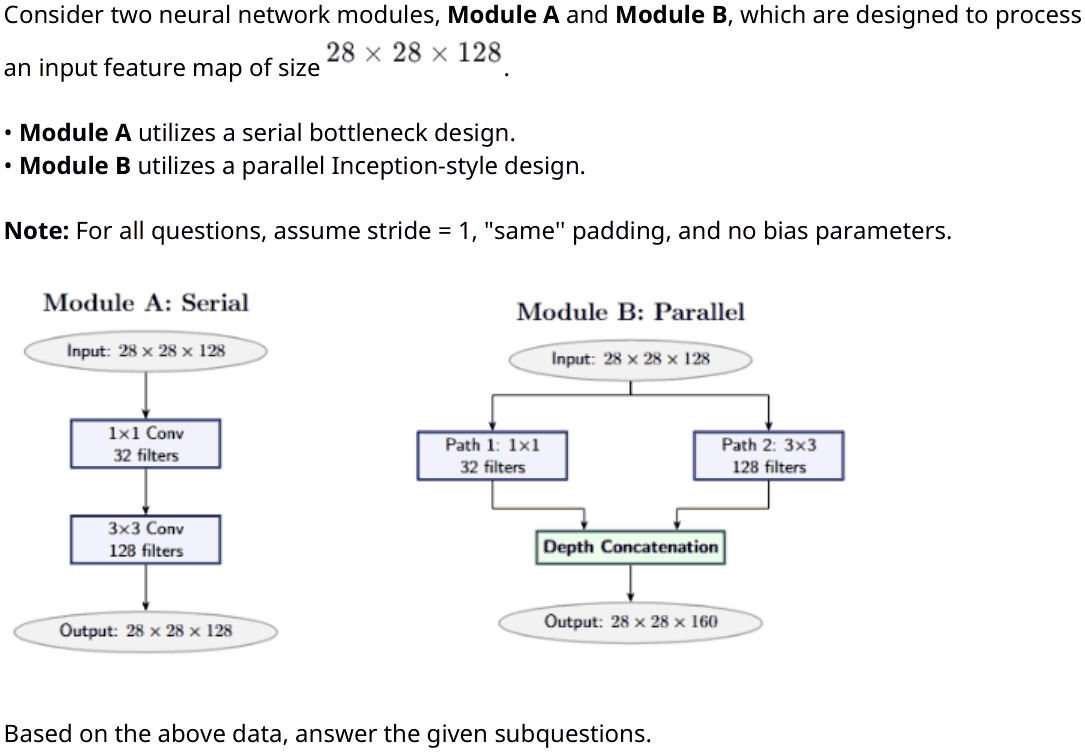 Consider two neural network modules, Module A and Module B, which are designed to process
an input feature map of size 28 × 28 × 128.
• Module A utilizes a serial bottleneck design.
• Module B utilizes a parallel Inception-style design.
Note: For all questions, assume stride = 1, "same" padding, and no bias parameters.
Module A: Serial
Input: 28 × 28 × 128
1×1 Conv
32 filters
3×3 Conv
128 filters
Output: 28 × 28 × 128
Module B: Parallel
Input: 28 × 28 × 128
Path 1: 1×1
32 filters
Path 2: 3×3
128 filters
Depth Concatenation
Output: 28 × 28 × 160
Based on the above data, answer the given subquestions.